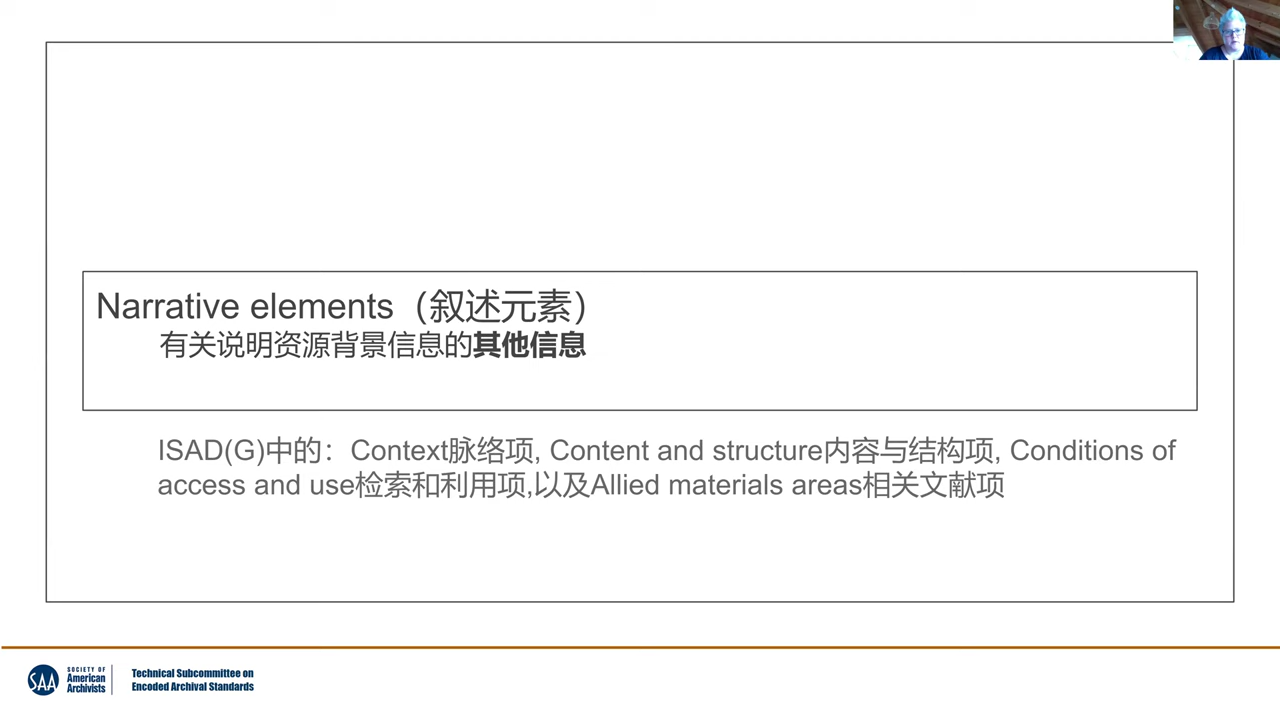 Narrative elements（叙述元素）
有关说明资源背景信息的其他信息
ISAD(G)中的：Context脉络项, Content and structure内容与结构项, Conditions of
access and use检索和利用项,以及Allied materials areas相关文献项
SAA
SOCIETY OF
American
Archivists
Technical Subcommittee on
Encoded Archival Standards